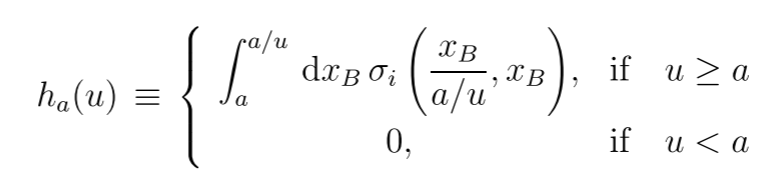 h_a(u) ≡ { ∫_a^{a/u} dx_B σ_i ( x_B / (a/u) , x_B ) , if u ≥ a
0, if u < a